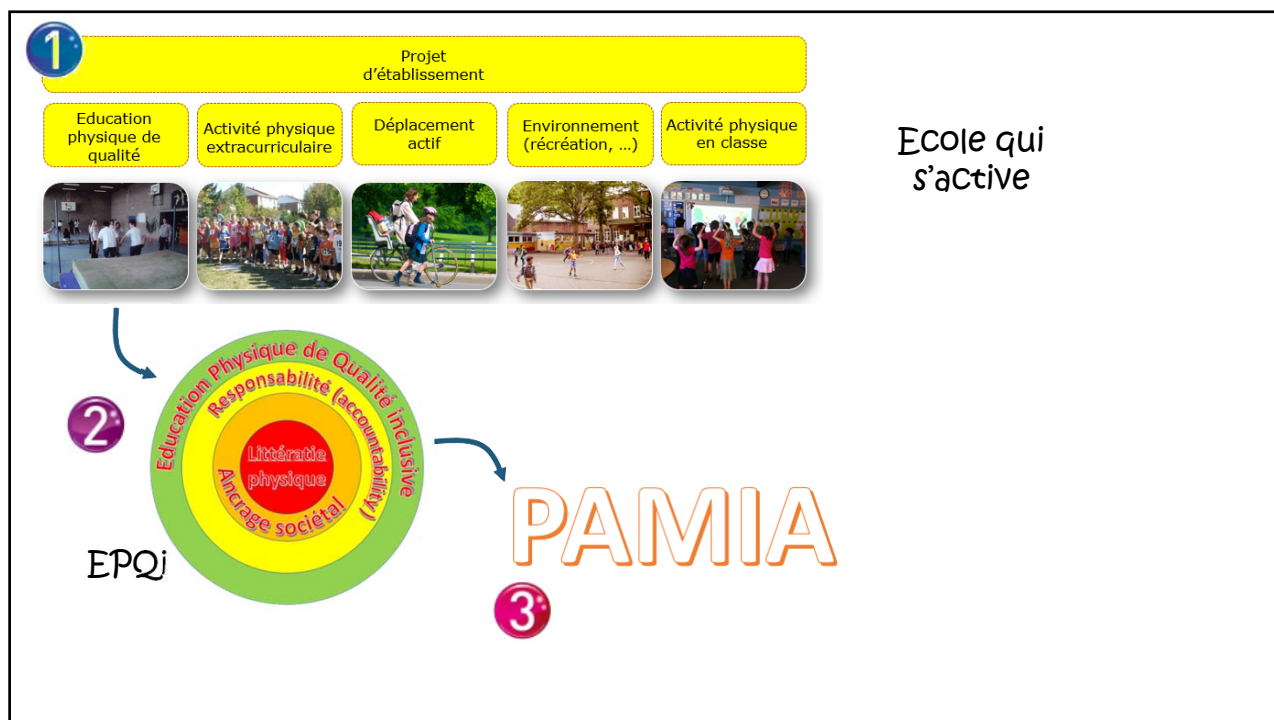 1
Projet
d'établissement
Education
physique de
qualité
Activité physique
extracurriculaire
Déplacement
actif
Environnement
(récréation, ...)
Activité physique
en classe
Ecole qui
s'active
Education Physique de Qualité inclusive
Responsabilité (accountability)
Littératie
physique
Ancrage sociétal
2
EPQi
PAMIA
3